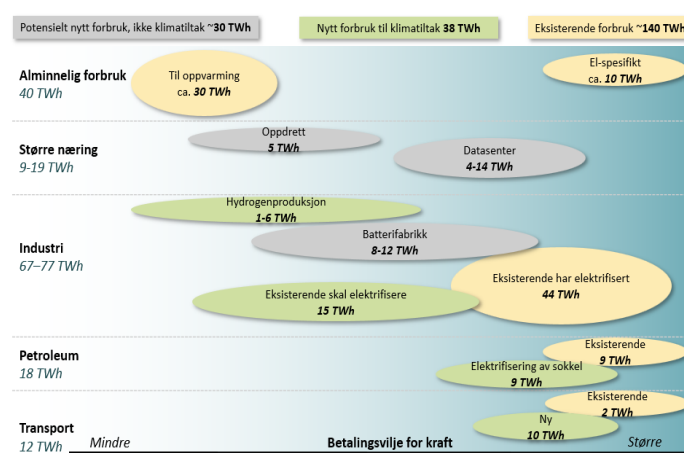 Potensielt nytt forbruk, ikke klimatiltak ~30 TWh
Nytt forbruk til klimatiltak 38 TWh
Eksisterende forbruk ~140 TWh
Alminnelig forbruk
40 TWh
Til oppvarming
ca. 30 TWh
El-spesifikt
ca. 10 TWh
Større næring
9-19 TWh
Oppdrett
5 TWh
Datasenter
4-14 TWh
Industri
67–77 TWh
Hydrogenproduksjon
1-6 TWh
Batterifabrikk
8-12 TWh
Eksisterende har elektrifisert
44 TWh
Eksisterende skal elektrifisere
15 TWh
Petroleum
18 TWh
Eksisterende
9 TWh
Elektrifisering av sokkel
9 TWh
Transport
12 TWh
Eksisterende
2 TWh
Ny
10 TWh
Mindre
Betalingsvilje for kraft
Større